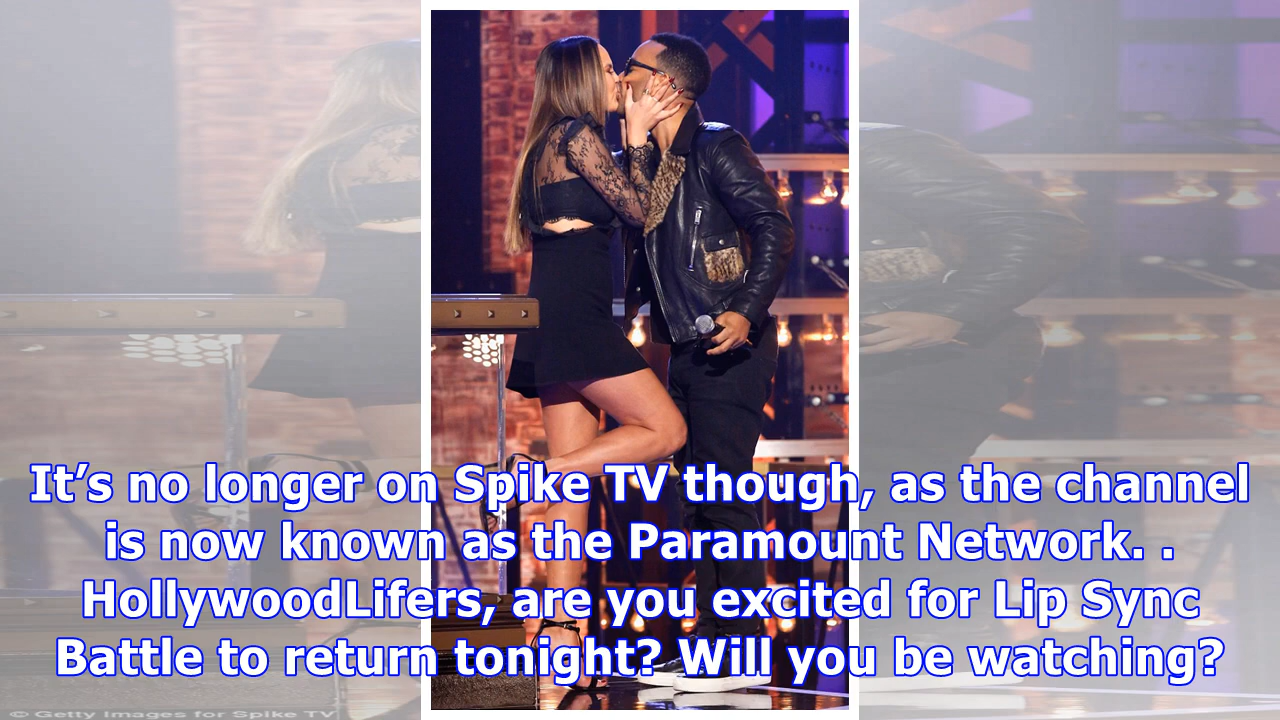 It’s no longer on Spike TV though, as the channel
is now known as the Paramount Network. .
HollywoodLifers, are you excited for Lip Sync
Battle to return tonight? Will you be watching?
© Getty Images for Spike TV